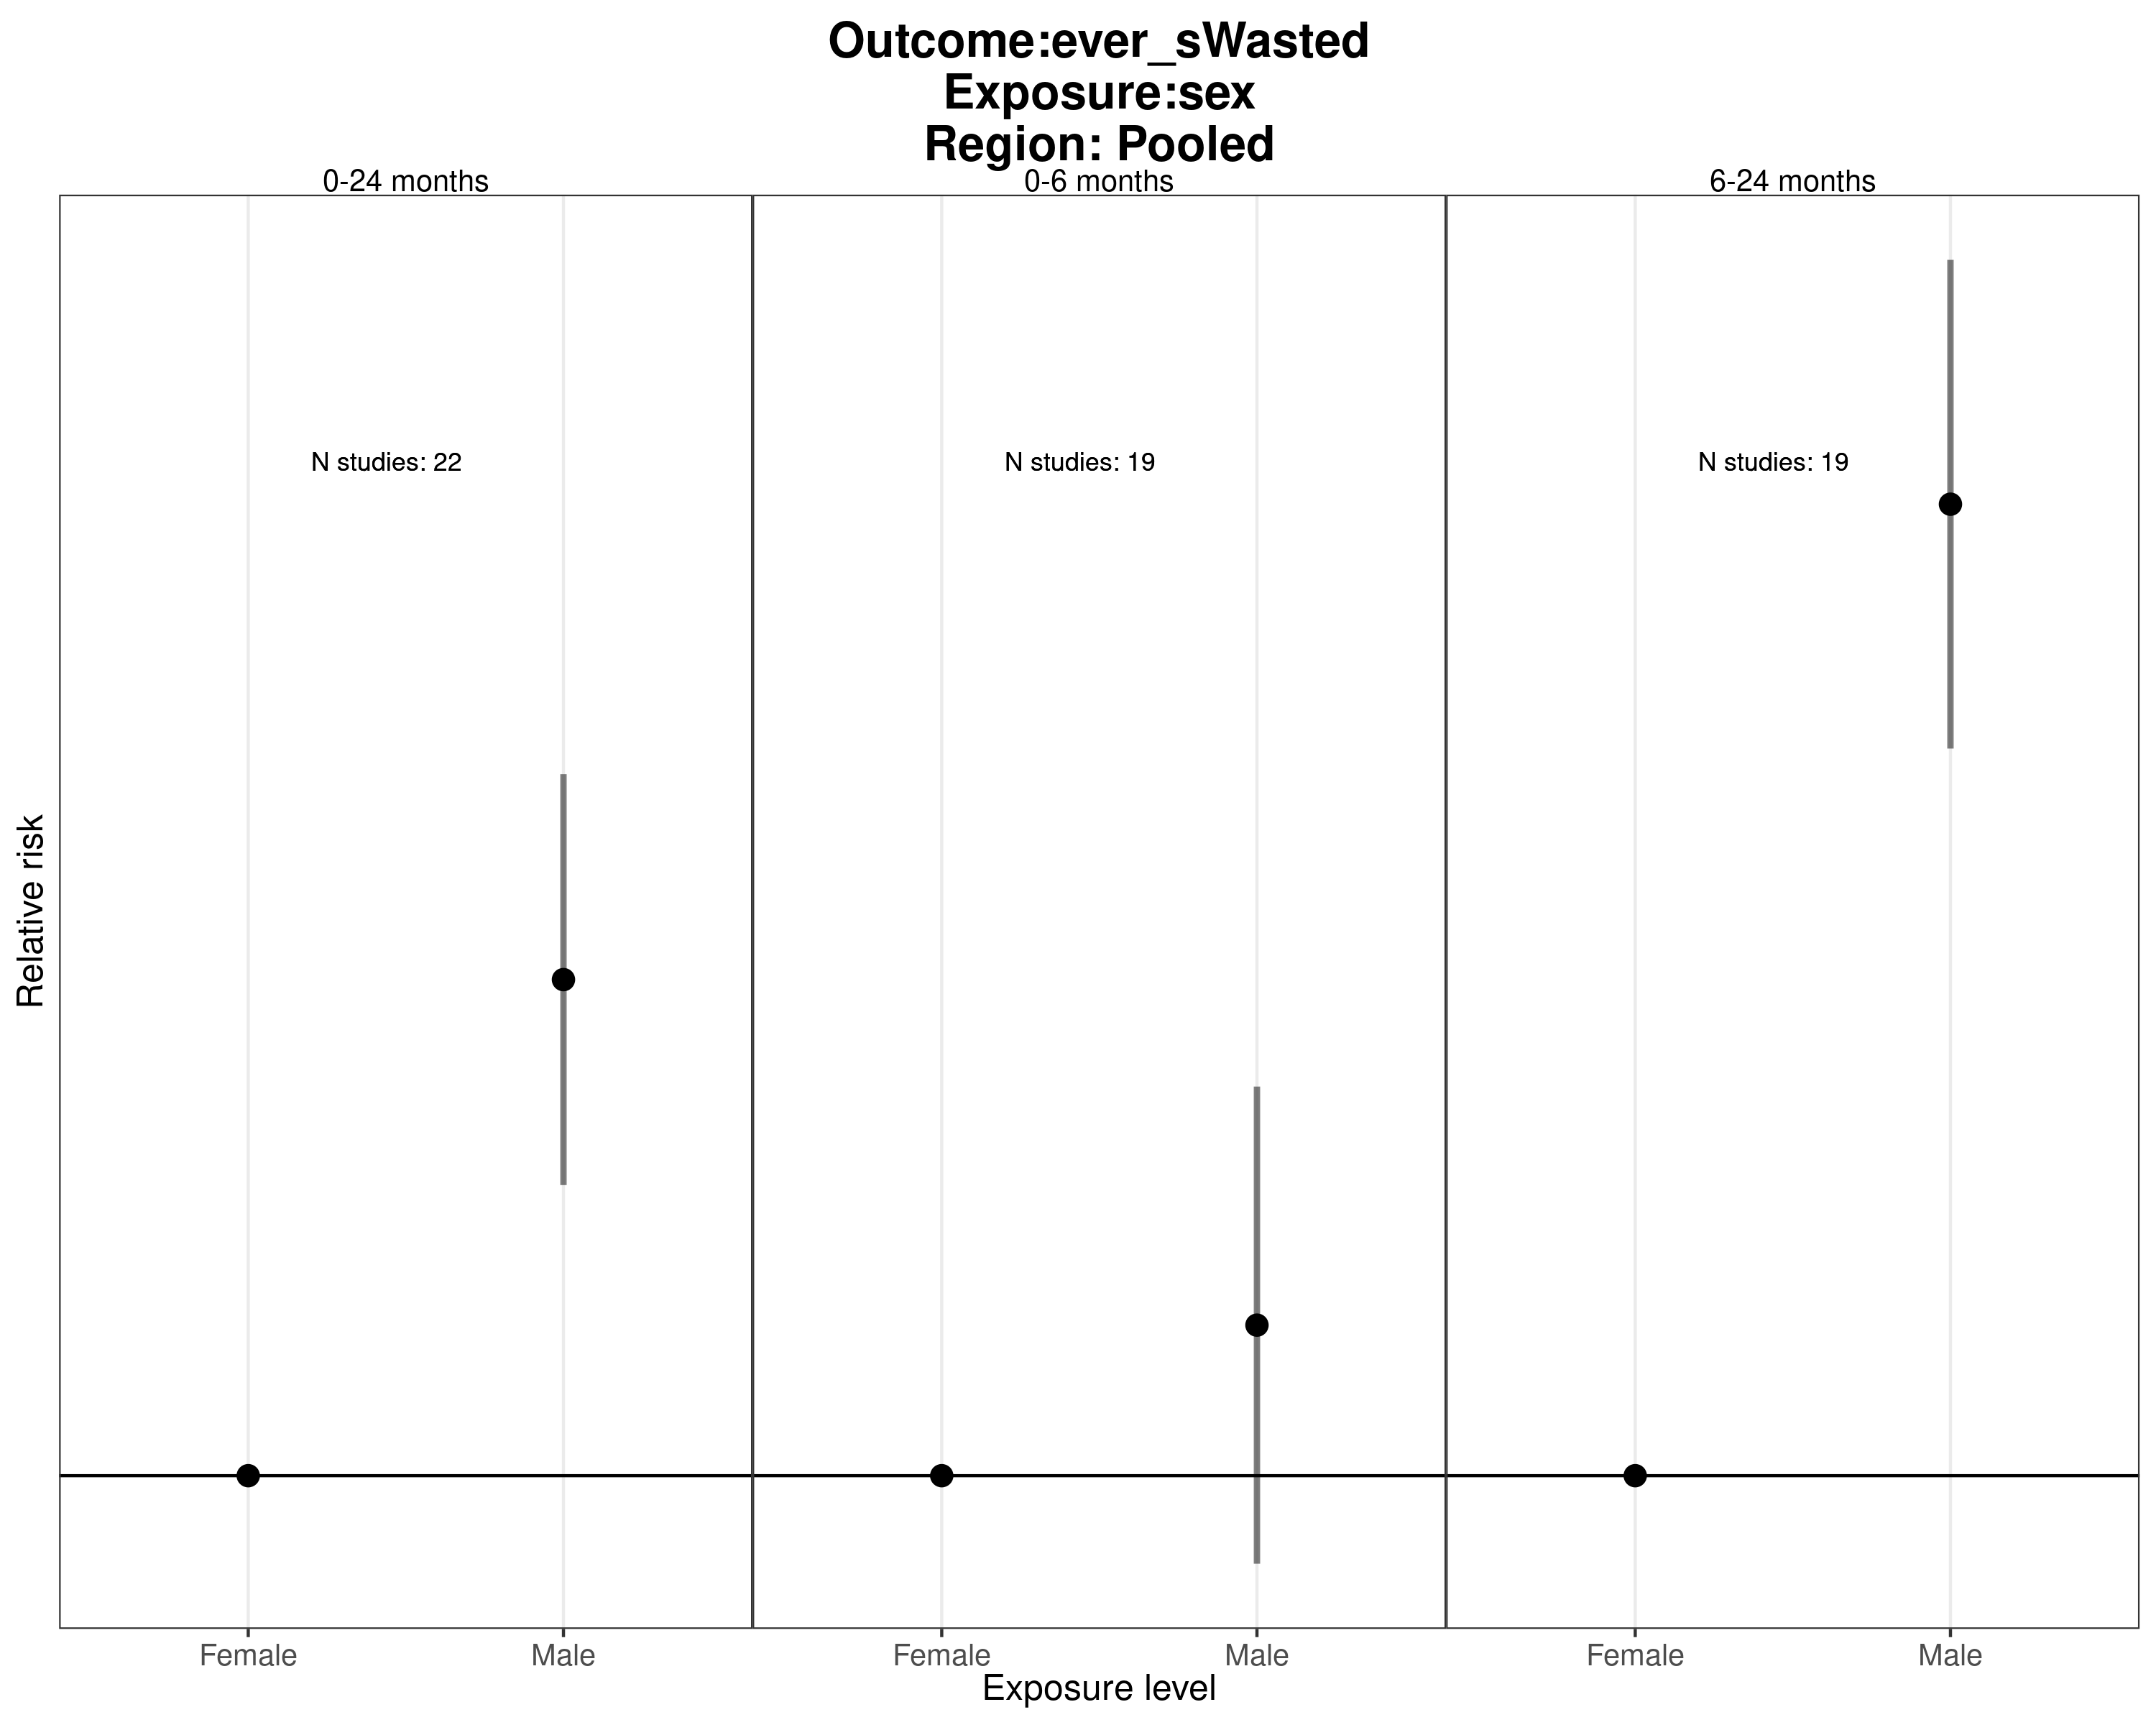 Outcome:ever_sWasted
Exposure:sex
Region: Pooled
0-24 months
0-6 months
6-24 months
N studies: 22
N studies: 19
N studies: 19
Relative risk
Female
Male
Female
Male
Female
Male
Exposure level